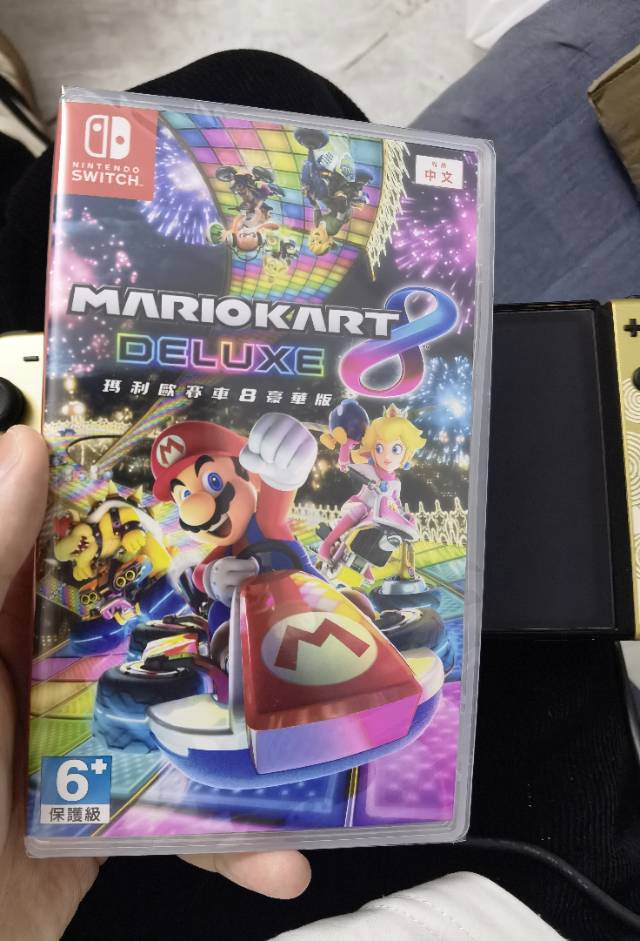 NINTENDO
SWITCH™
中文
MARIOKART 8
DELUXE
瑪利歐賽車8豪華版
M
M
6+
保護級